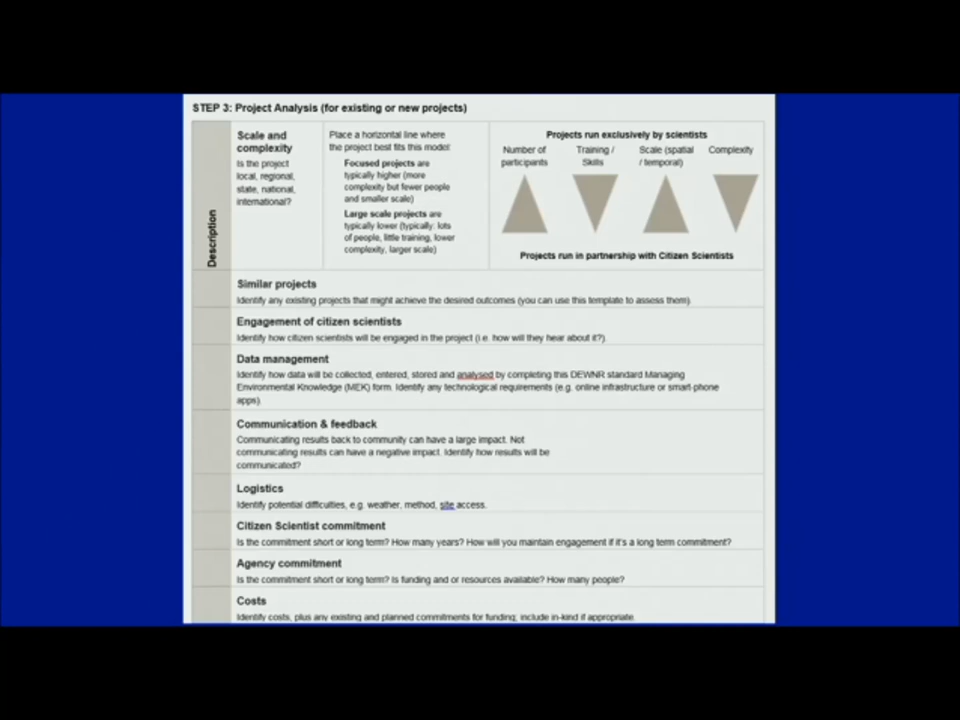 STEP 3: Project Analysis (for existing or new projects)
Description
Scale and
complexity
Is the project
local, regional,
state, national,
international?
Place a horizontal line where
the project best fits this model:
Focused projects are
typically higher (more
complexity but fewer people
and smaller scale)
Large scale projects are
typically lower (typically: lots
of people, little training, lower
complexity, larger scale)
Projects run exclusively by scientists
Number of
participants
Training /
Skills
Scale (spatial
/ temporal)
Complexity
Projects run in partnership with Citizen Scientists
Similar projects
Identify any existing projects that might achieve the desired outcomes (you can use this template to assess them).
Engagement of citizen scientists
Identify how citizen scientists will be engaged in the project (i.e. how will they hear about it?).
Data management
Identify how data will be collected, entered, stored and analysed by completing this DEWNR standard Managing
Environmental Knowledge (MEK) form. Identify any technological requirements (e.g. online infrastructure or smart-phone
apps).
Communication & feedback
Communicating results back to community can have a large impact. Not
communicating results can have a negative impact. Identify how results will be
communicated?
Logistics
Identify potential difficulties, e.g. weather, method, site access.
Citizen Scientist commitment
Is the commitment short or long term? How many years? How will you maintain engagement if it's a long term commitment?
Agency commitment
Is the commitment short or long term? Is funding and or resources available? How many people?
Costs
Identify costs, plus any existing and planned commitments for funding, include in-kind if appropriate.